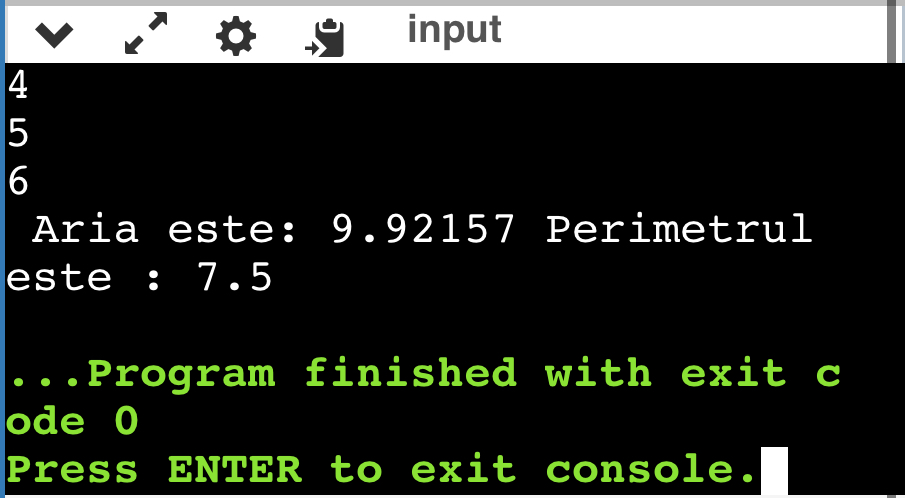 input
4
5
6
Aria este: 9.92157 Perimetrul
este : 7.5
...Program finished with exit c
ode 0
Press ENTER to exit console.